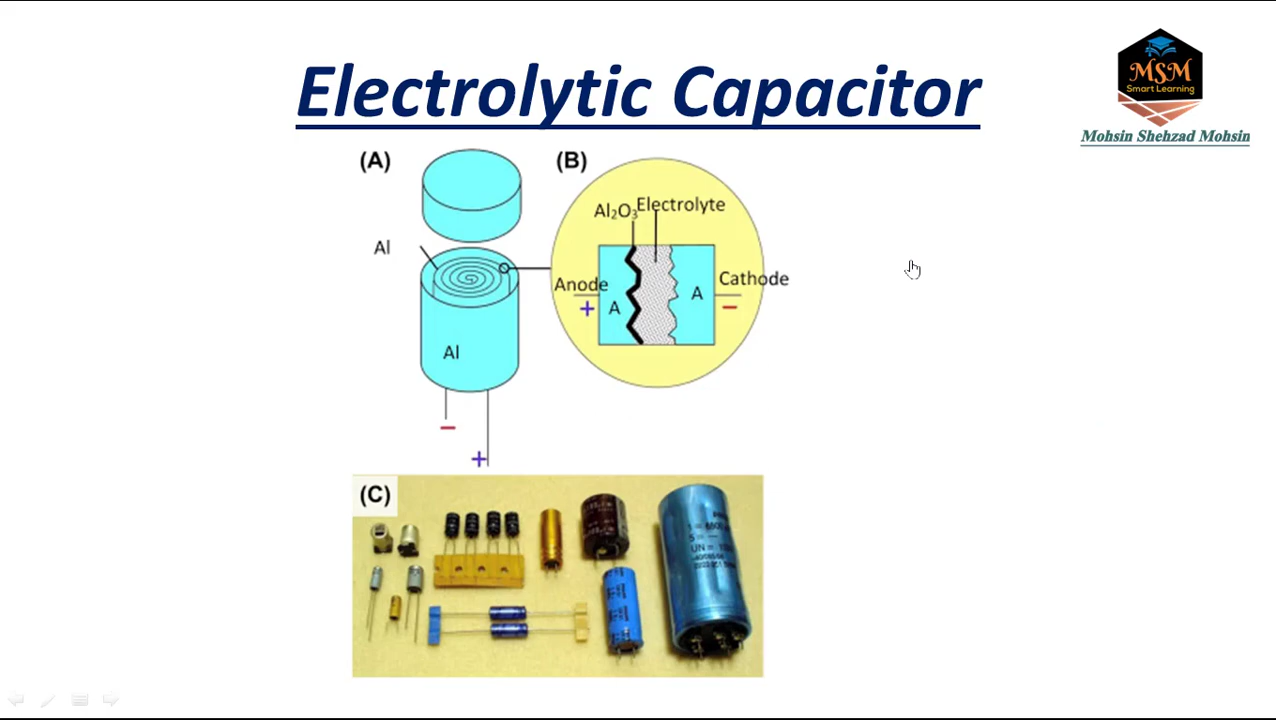 Electrolytic Capacitor
MSM
Smart Learning
Mohsin Shehzad Mohsin
(A)
(B)
Al₂O₃
Electrolyte
Al
Anode
Cathode
+
A
A
−
Al
−
+
(C)